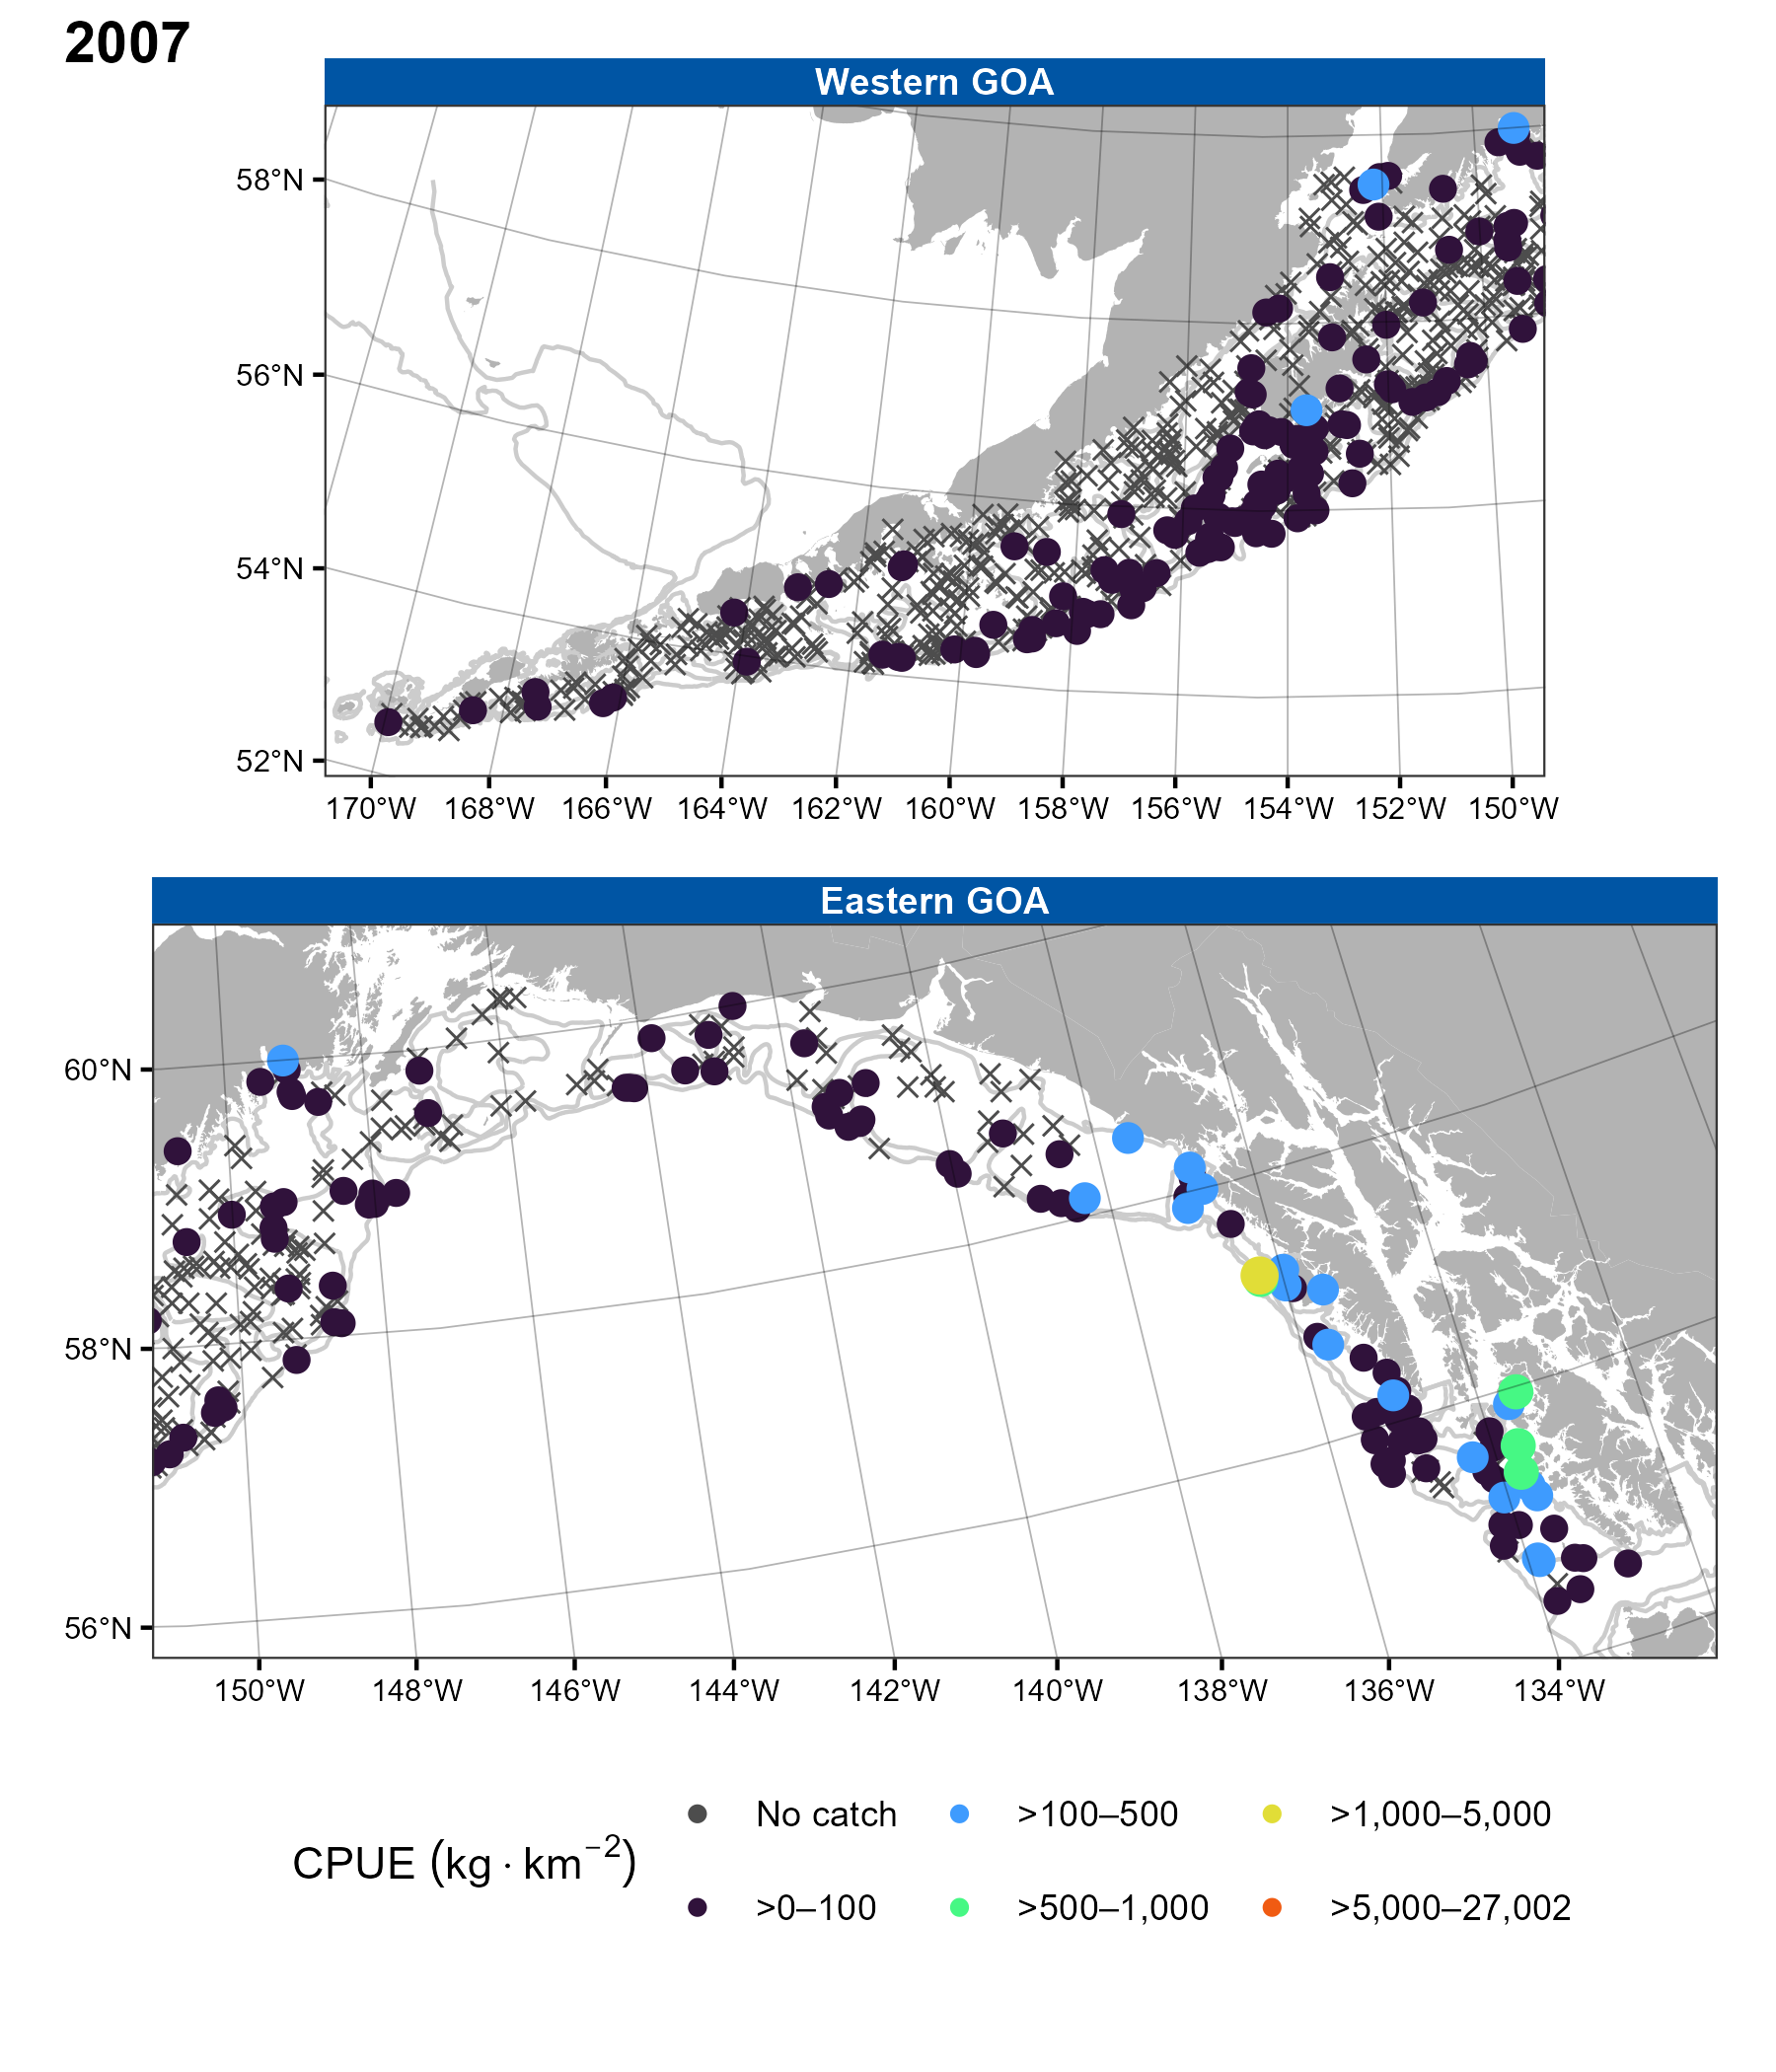 2007
Western GOA
58°N
56°N
54°N
52°N
170°W 168°W 166°W 164°W 162°W 160°W 158°W 156°W 154°W 152°W 150°W
Eastern GOA
60°N
58°N
56°N
150°W 148°W 146°W 144°W 142°W 140°W 138°W 136°W 134°W
CPUE (kg · km⁻²)
No catch >100–500 >1,000–5,000
>0–100 >500–1,000 >5,000–27,002